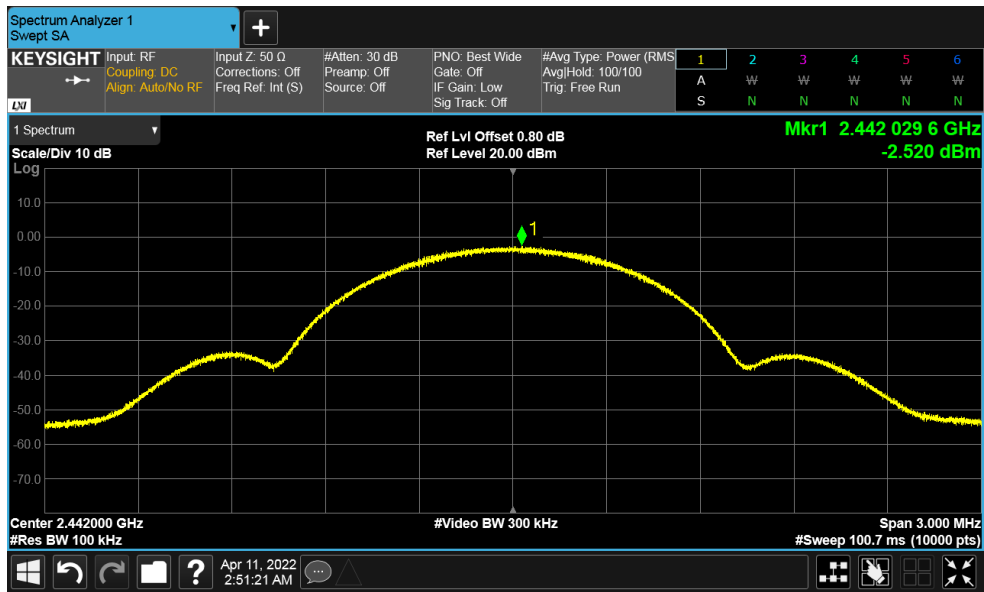 Spectrum Analyzer 1
Swept SA
+
KEYSIGHT
LXI
Input: RF
Coupling: DC
Align: Auto/No RF
Input Z: 50 Ω
Corrections: Off
Freq Ref: Int (S)
#Atten: 30 dB
Preamp: Off
Source: Off
PNO: Best Wide
Gate: Off
IF Gain: Low
Sig Track: Off
#Avg Type: Power (RMS
Avg|Hold: 100/100
Trig: Free Run
1 2 3 4 5 6
A W W W W W
S N N N N N
1 Spectrum
Scale/Div 10 dB
Ref Lvl Offset 0.80 dB
Ref Level 20.00 dBm
Mkr1 2.442 029 6 GHz
-2.520 dBm
Log
10.0
0.00
1
-10.0
-20.0
-30.0
-40.0
-50.0
-60.0
-70.0
Center 2.442000 GHz
#Res BW 100 kHz
#Video BW 300 kHz
Span 3.000 MHz
#Sweep 100.7 ms (10000 pts)
?
Apr 11, 2022
2:51:21 AM